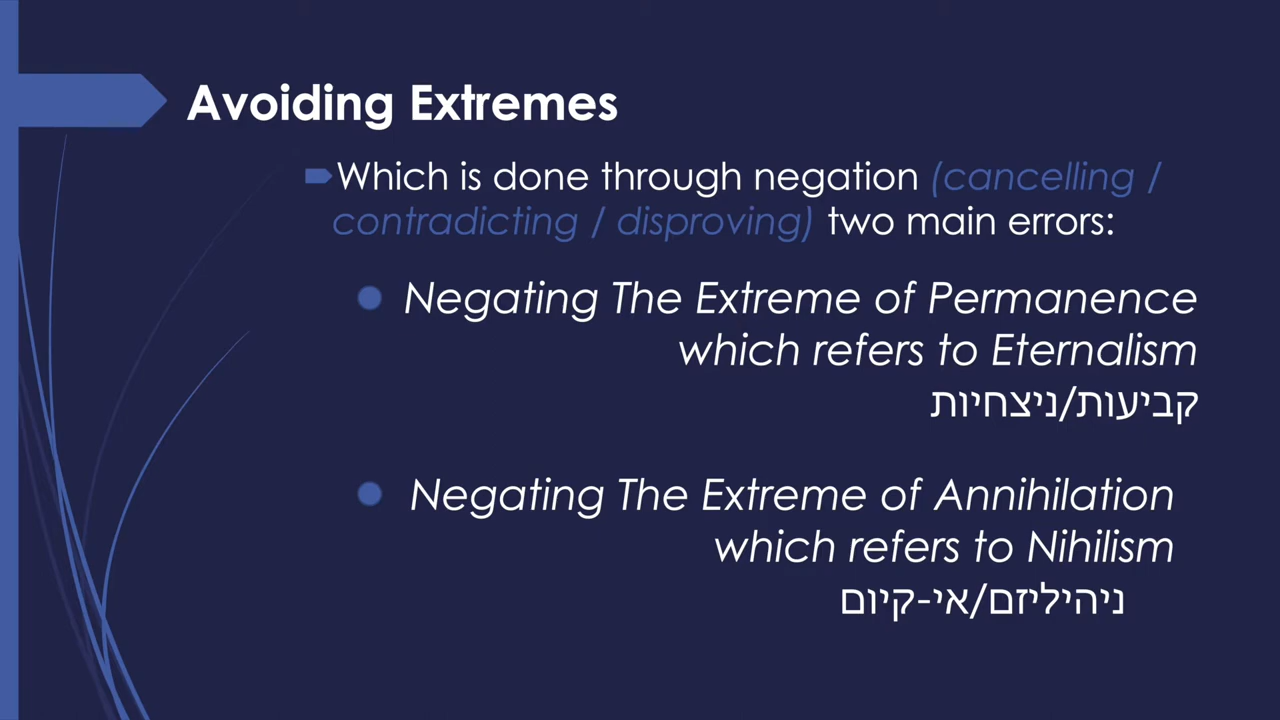 Avoiding Extremes
Which is done through negation (cancelling /
contradicting / disproving) two main errors:
Negating The Extreme of Permanence
which refers to Eternalism
קביעות/ניצחיות
Negating The Extreme of Annihilation
which refers to Nihilism
ניהיליזם/אי-קיום